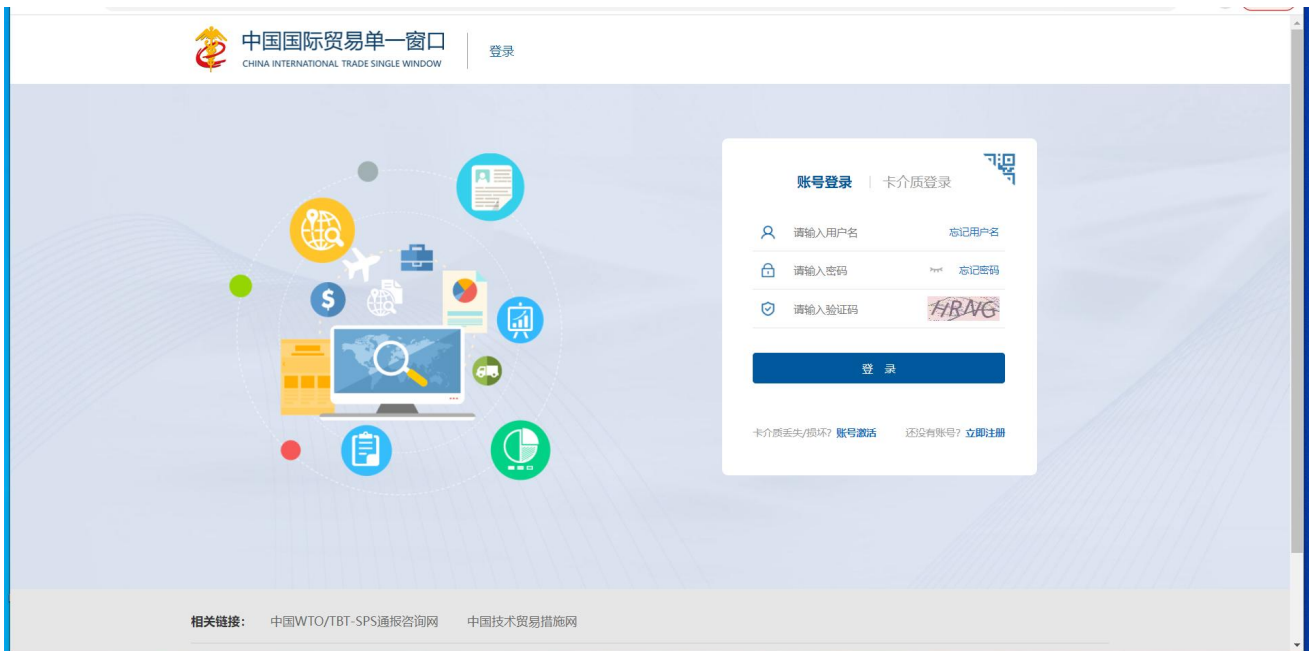 中国国际贸易单一窗口
CHINA INTERNATIONAL TRADE SINGLE WINDOW
登录
账号登录
卡介质登录
请输入用户名 忘记用户名
请输入密码 忘记密码
请输入验证码 HRNG
登 录
卡介质丢失/损坏? 账号激活 还没有账号? 立即注册
相关链接: 中国WTO/TBT-SPS通报咨询网 中国技术贸易措施网